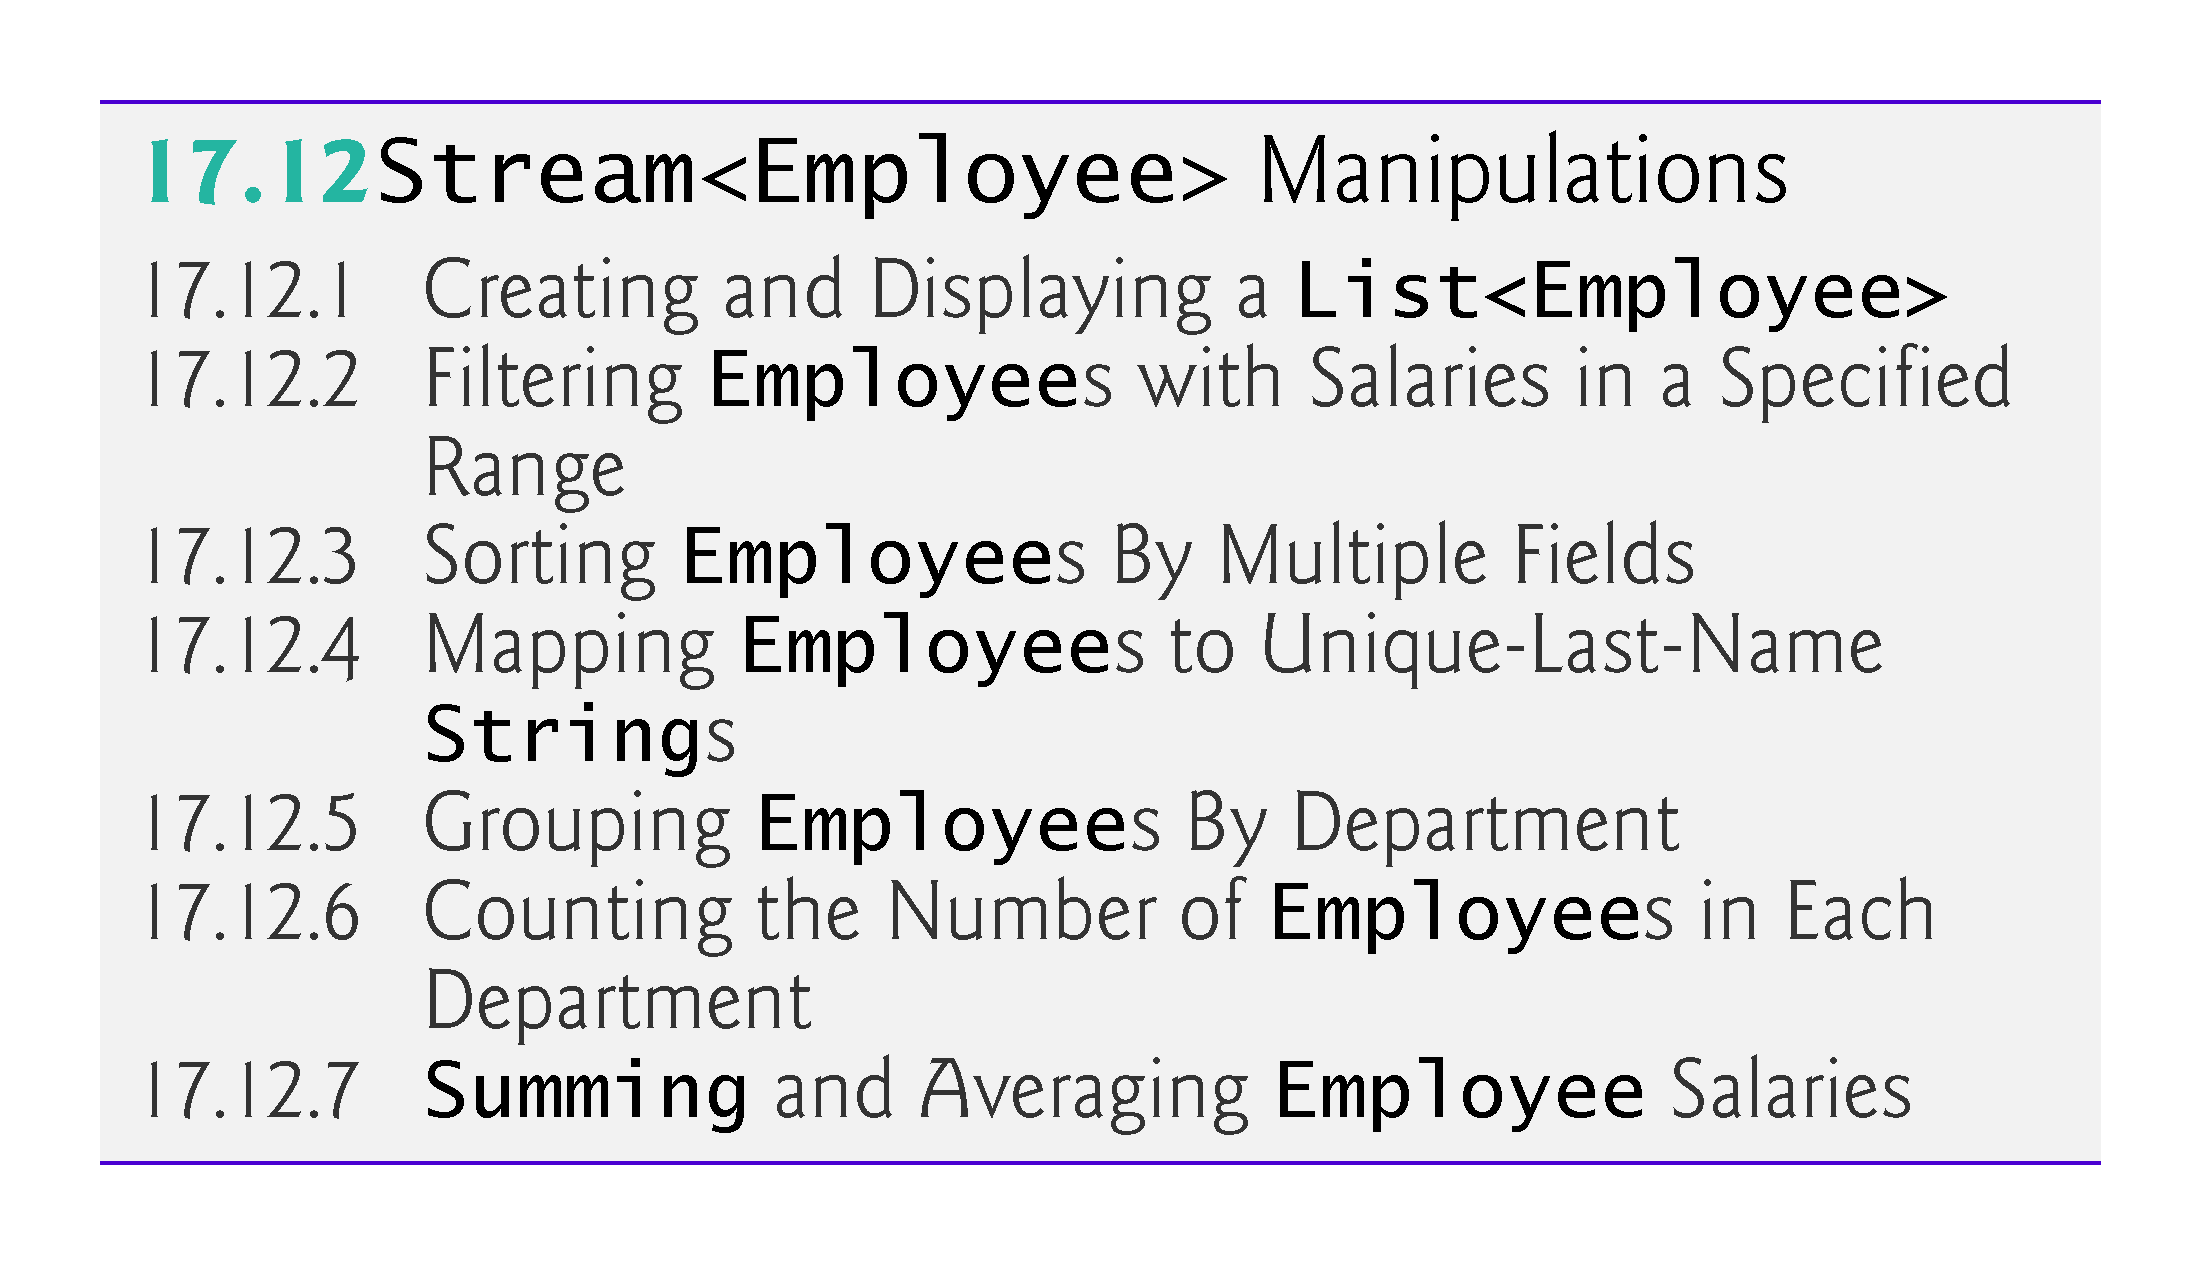 17.12 Stream<Employee> Manipulations
17.12.1 Creating and Displaying a List<Employee>
17.12.2 Filtering Employees with Salaries in a Specified
Range
17.12.3 Sorting Employees By Multiple Fields
17.12.4 Mapping Employees to Unique-Last-Name
Strings
17.12.5 Grouping Employees By Department
17.12.6 Counting the Number of Employees in Each
Department
17.12.7 Summing and Averaging Employee Salaries